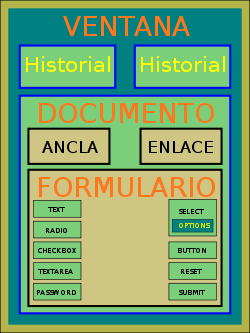 VENTANA
Historial Historial
DOCUMENTO
ANCLA ENLACE
FORMULARIO
TEXT SELECT
RADIO OPTIONS
CHECKBOX BUTTON
TEXTAREA RESET
PASSWORD SUBMIT